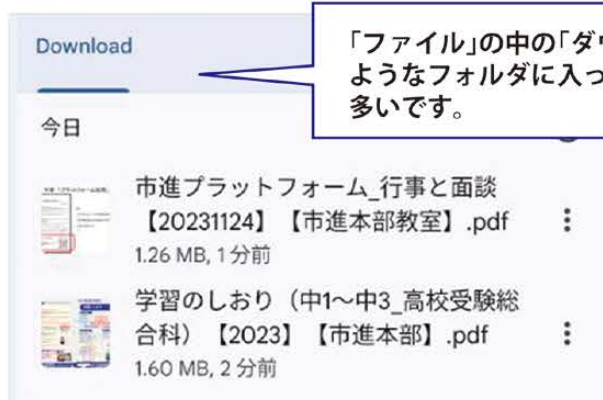 Download
「ファイル」の中の「ダウ
ようなフォルダに入っ
多いです。
今日
市進プラットフォーム_行事と面談
【20231124】【市進本部教室】.pdf
1.26 MB, 1分前
学習のしおり（中1〜中3_高校受験総
合科）【2023】【市進本部】.pdf
1.60 MB, 2 分前